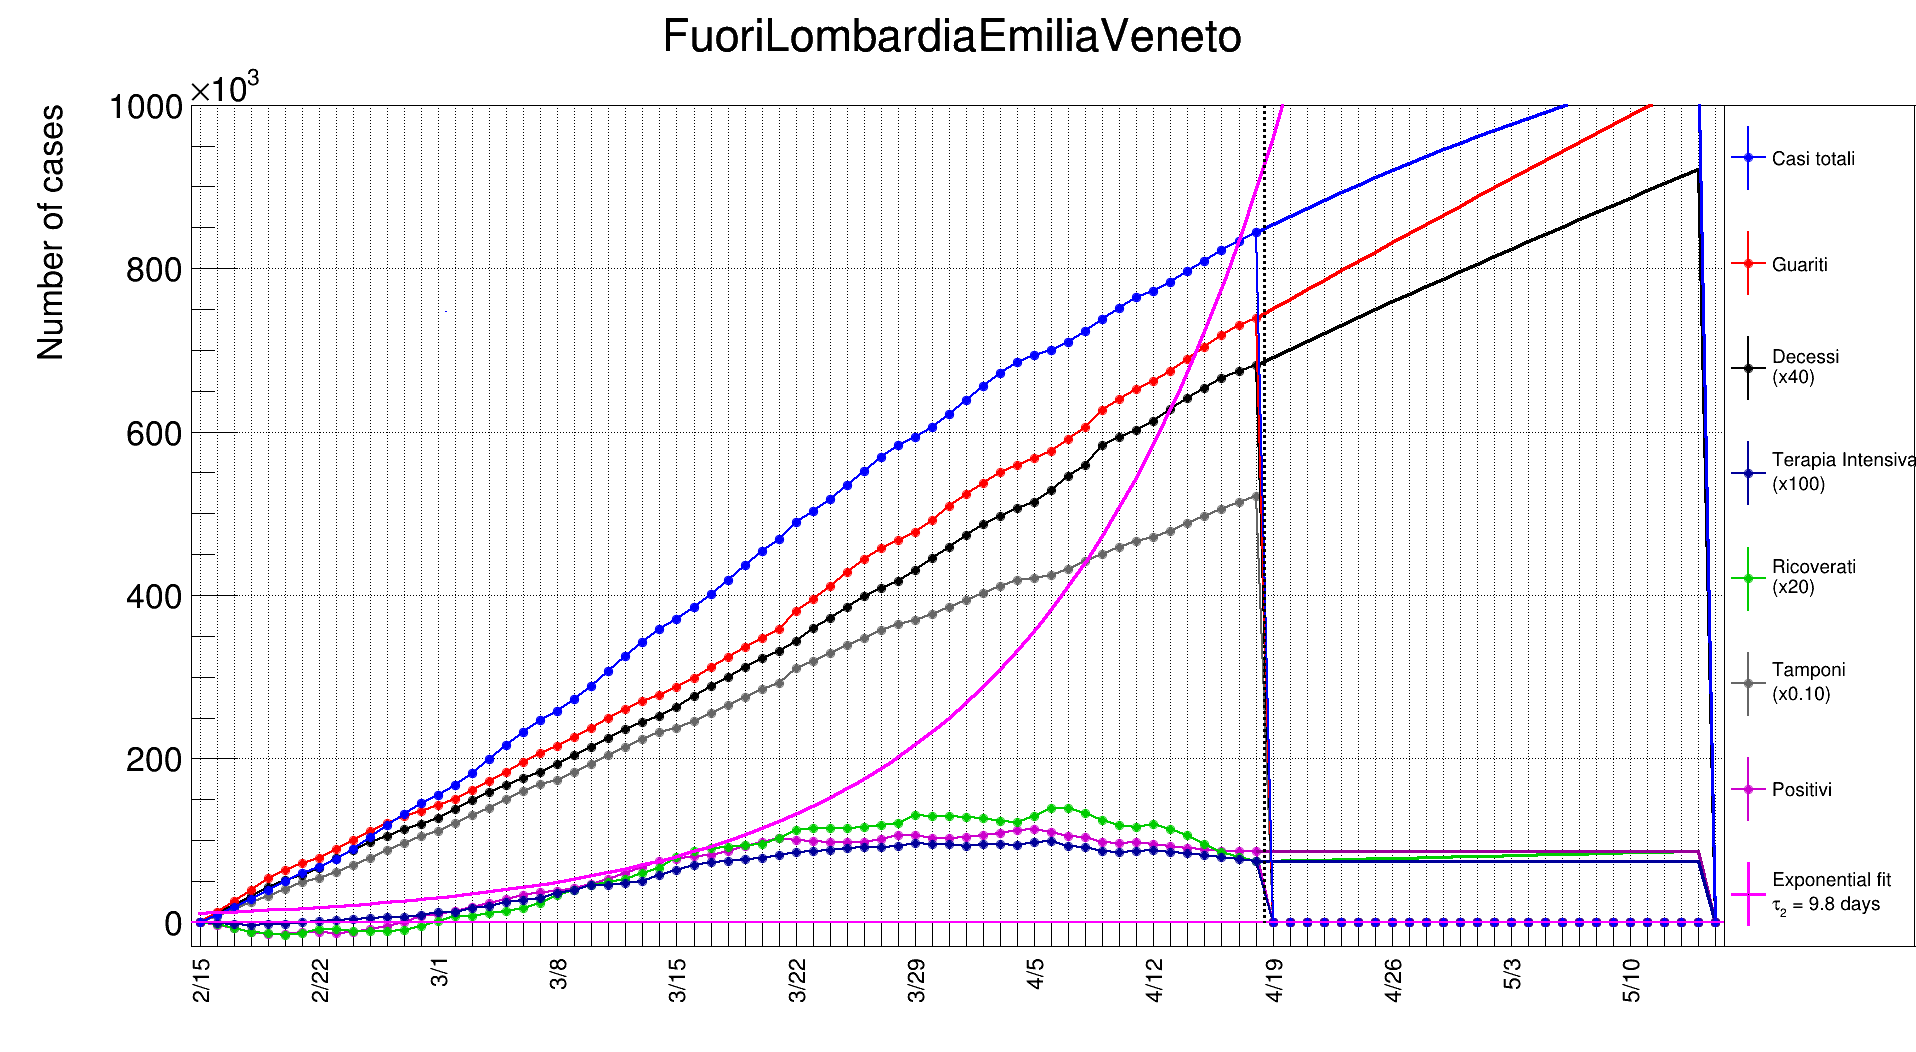 FuoriLombardiaEmiliaVeneto
×10³
Number of cases
1000
800
600
400
200
0
2/15
2/22
3/1
3/8
3/15
3/22
3/29
4/5
4/12
4/19
4/26
5/3
5/10
Casi totali
Guariti
Decessi
(x40)
Terapia Intensiva
(x100)
Ricoverati
(x20)
Tamponi
(x0.10)
Positivi
Exponential fit
τ₂ = 9.8 days